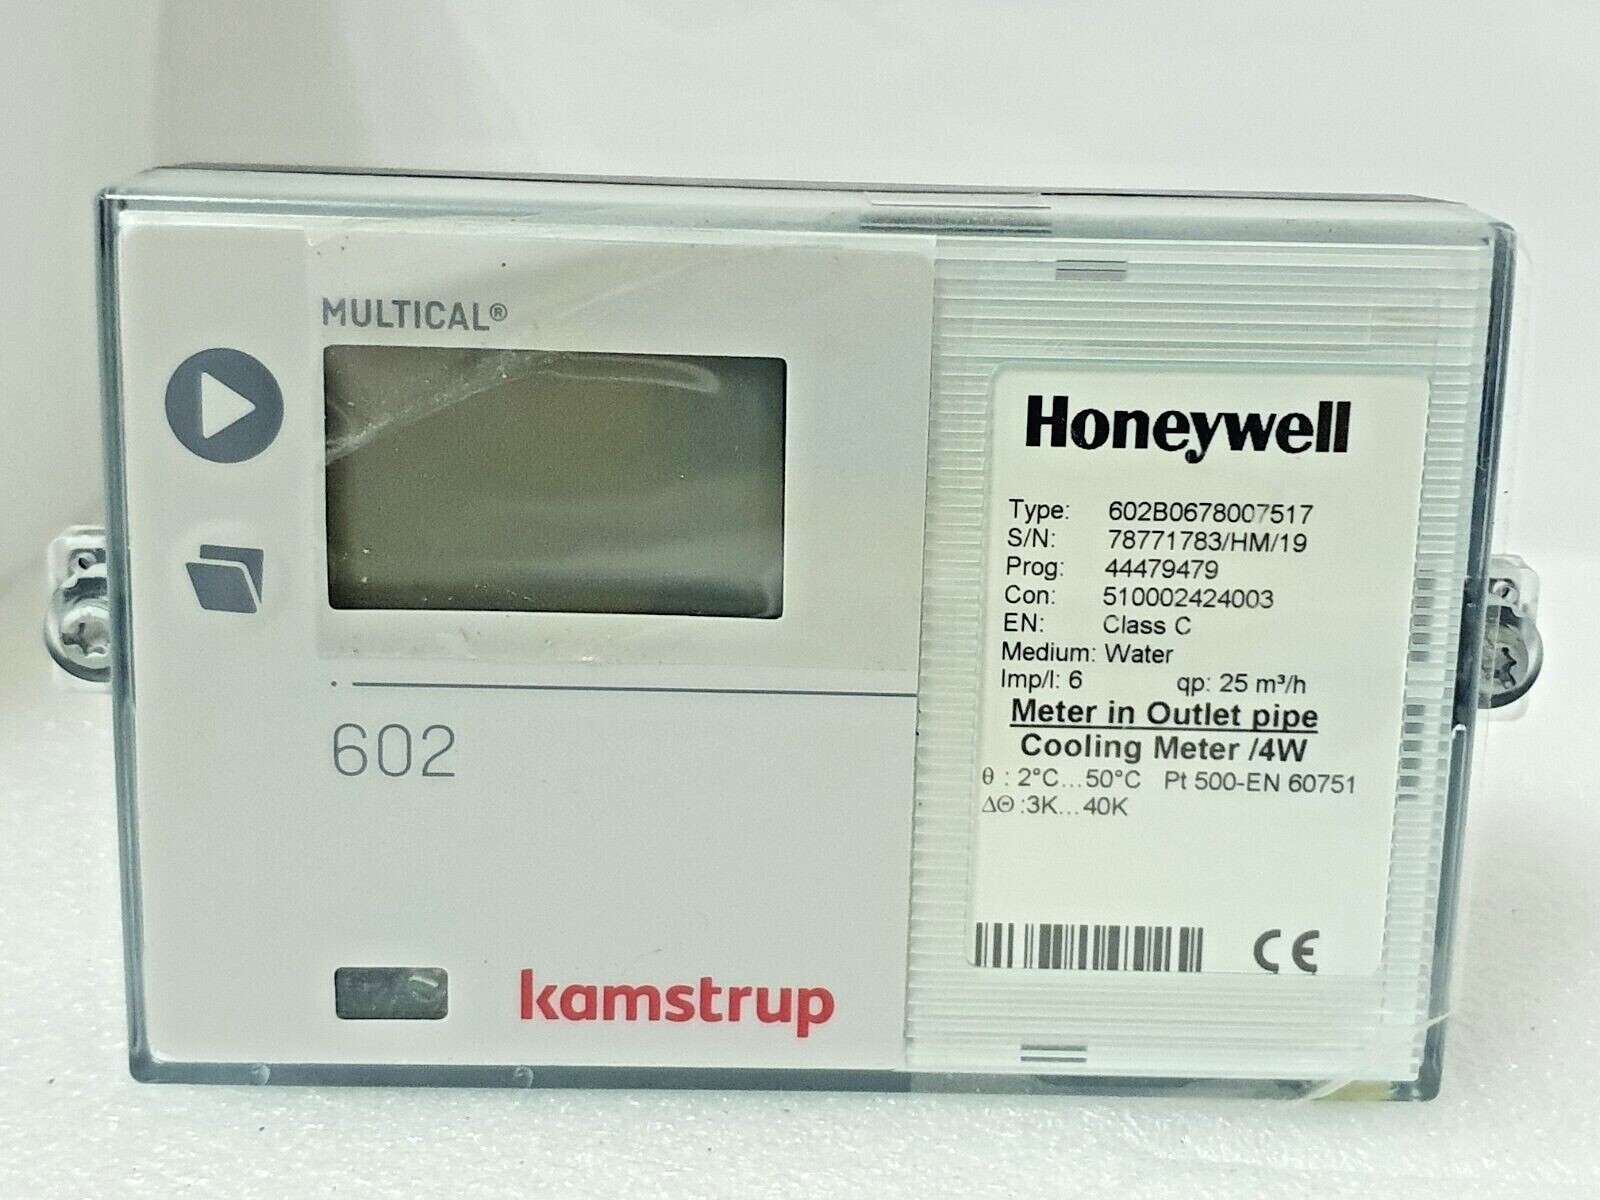 MULTICAL®
602
kamstrup
Honeywell
Type: 602B0678007517
S/N: 78771783/HM/19
Prog: 44479479
Con: 510002424003
EN: Class C
Medium: Water
Imp/l: 6 qp: 25 m³/h
Meter in Outlet pipe
Cooling Meter /4W
θ : 2°C...50°C Pt 500-EN 60751
ΔΘ :3K...40K
CE